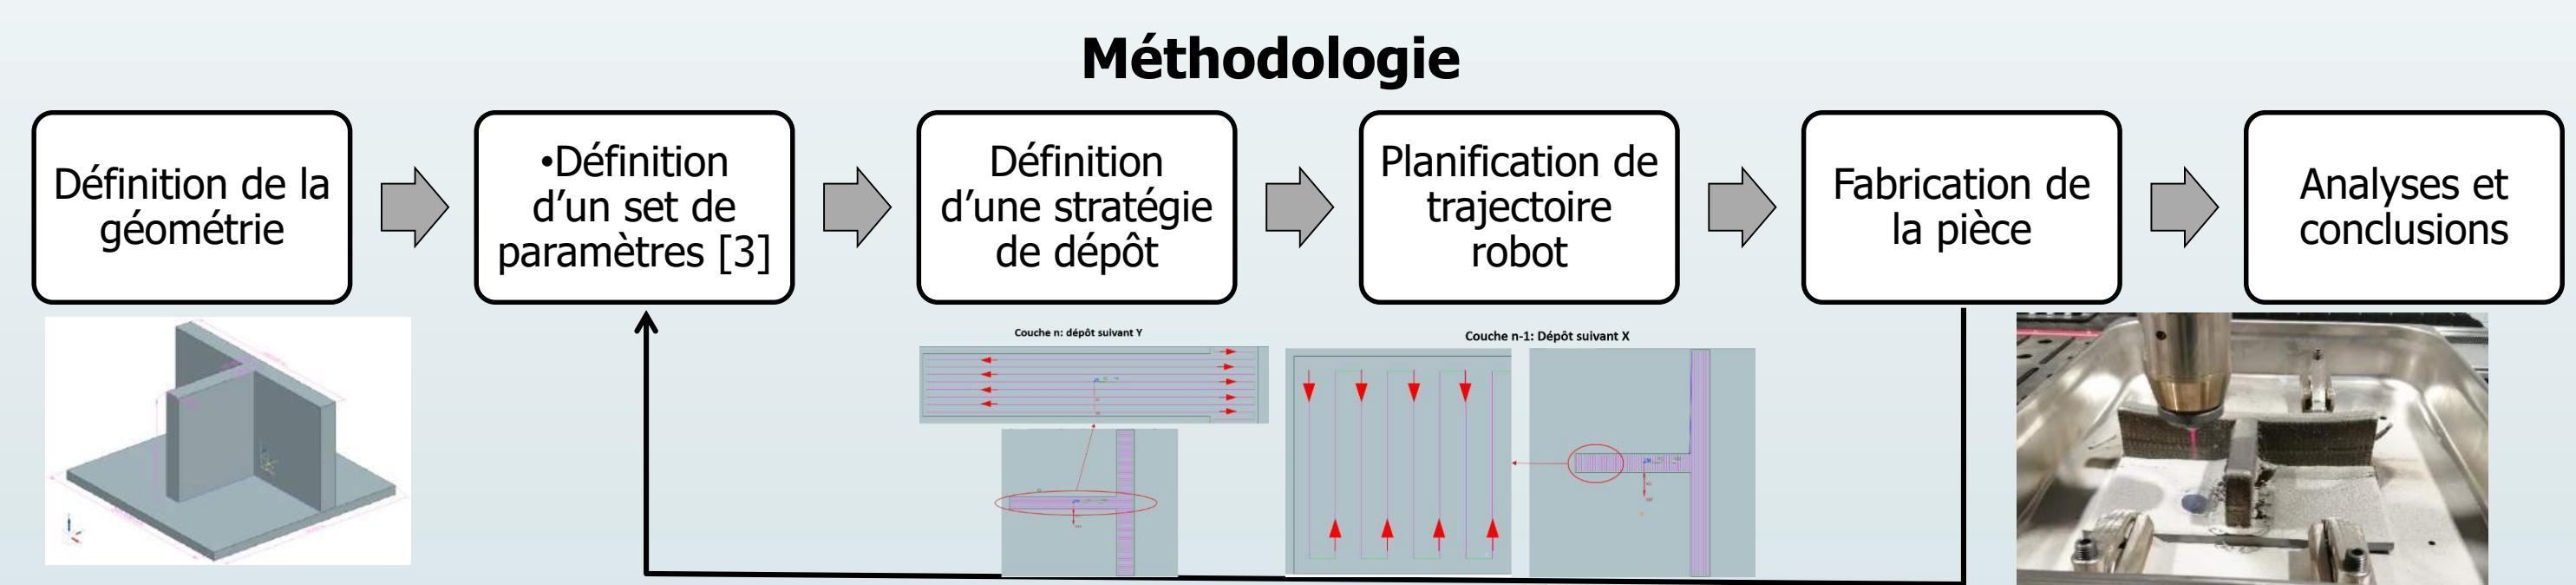 Méthodologie
Définition de la
géométrie
•Définition
d’un set de
paramètres [3]
Définition
d’une stratégie
de dépôt
Planification de
trajectoire
robot
Fabrication de
la pièce
Analyses et
conclusions
Couche n: dépôt suivant Y
Couche n-1: Dépôt suivant X